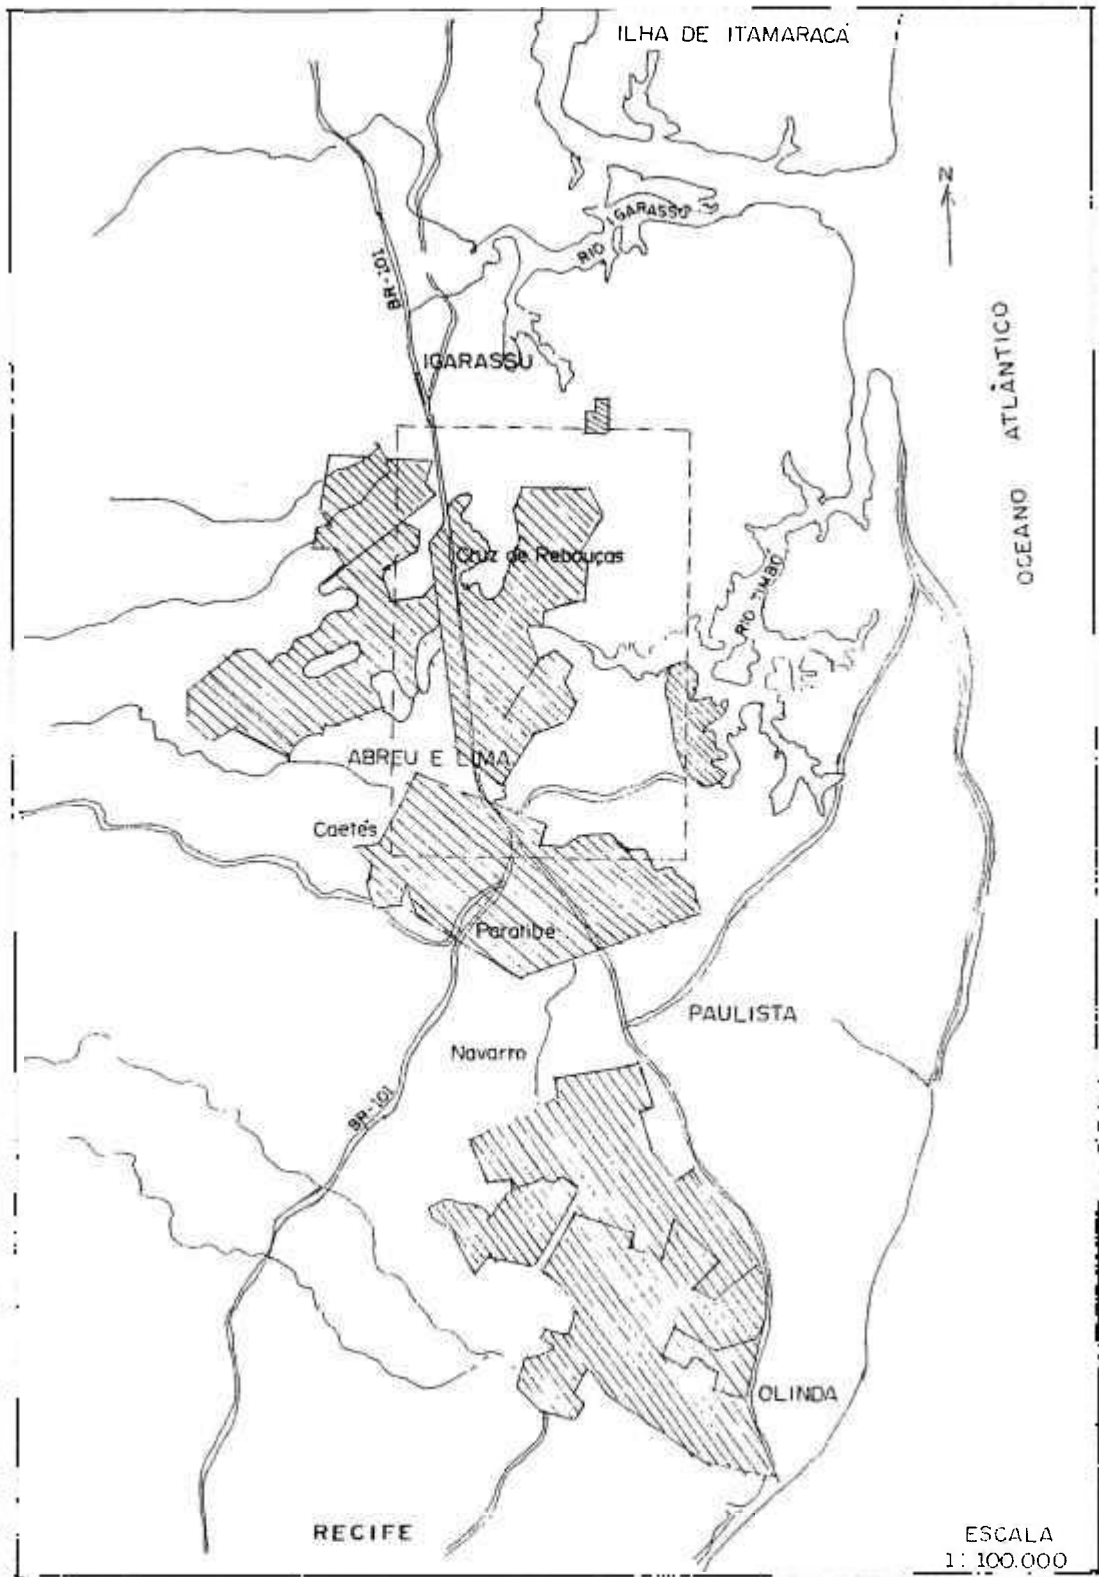 ILHA DE ITAMARACÁ
N
RIO IGARASSÚ
BR-101
OCEANO ATLÂNTICO
IGARASSU
Cruz de Rebouças
RIO TIMBÓ
ABREU E LIMA
Caetés
Paratibe
PAULISTA
Navarro
BR-101
OLINDA
RECIFE
ESCALA
1:100.000